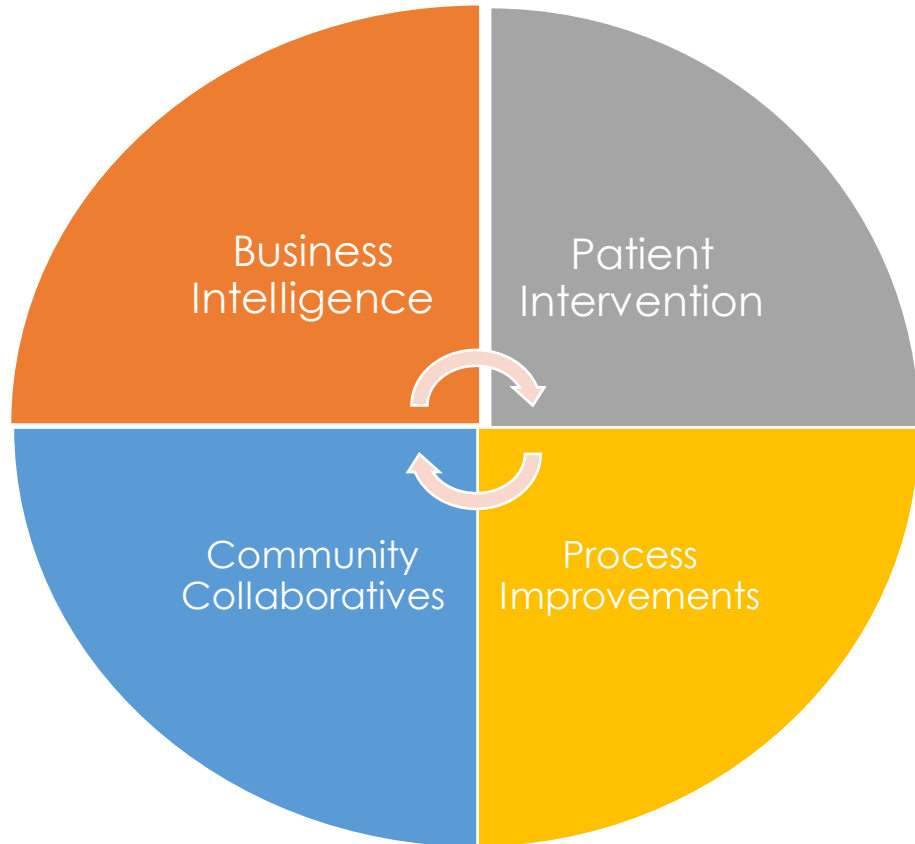 Business
Intelligence
Patient
Intervention
Community
Collaboratives
Process
Improvements